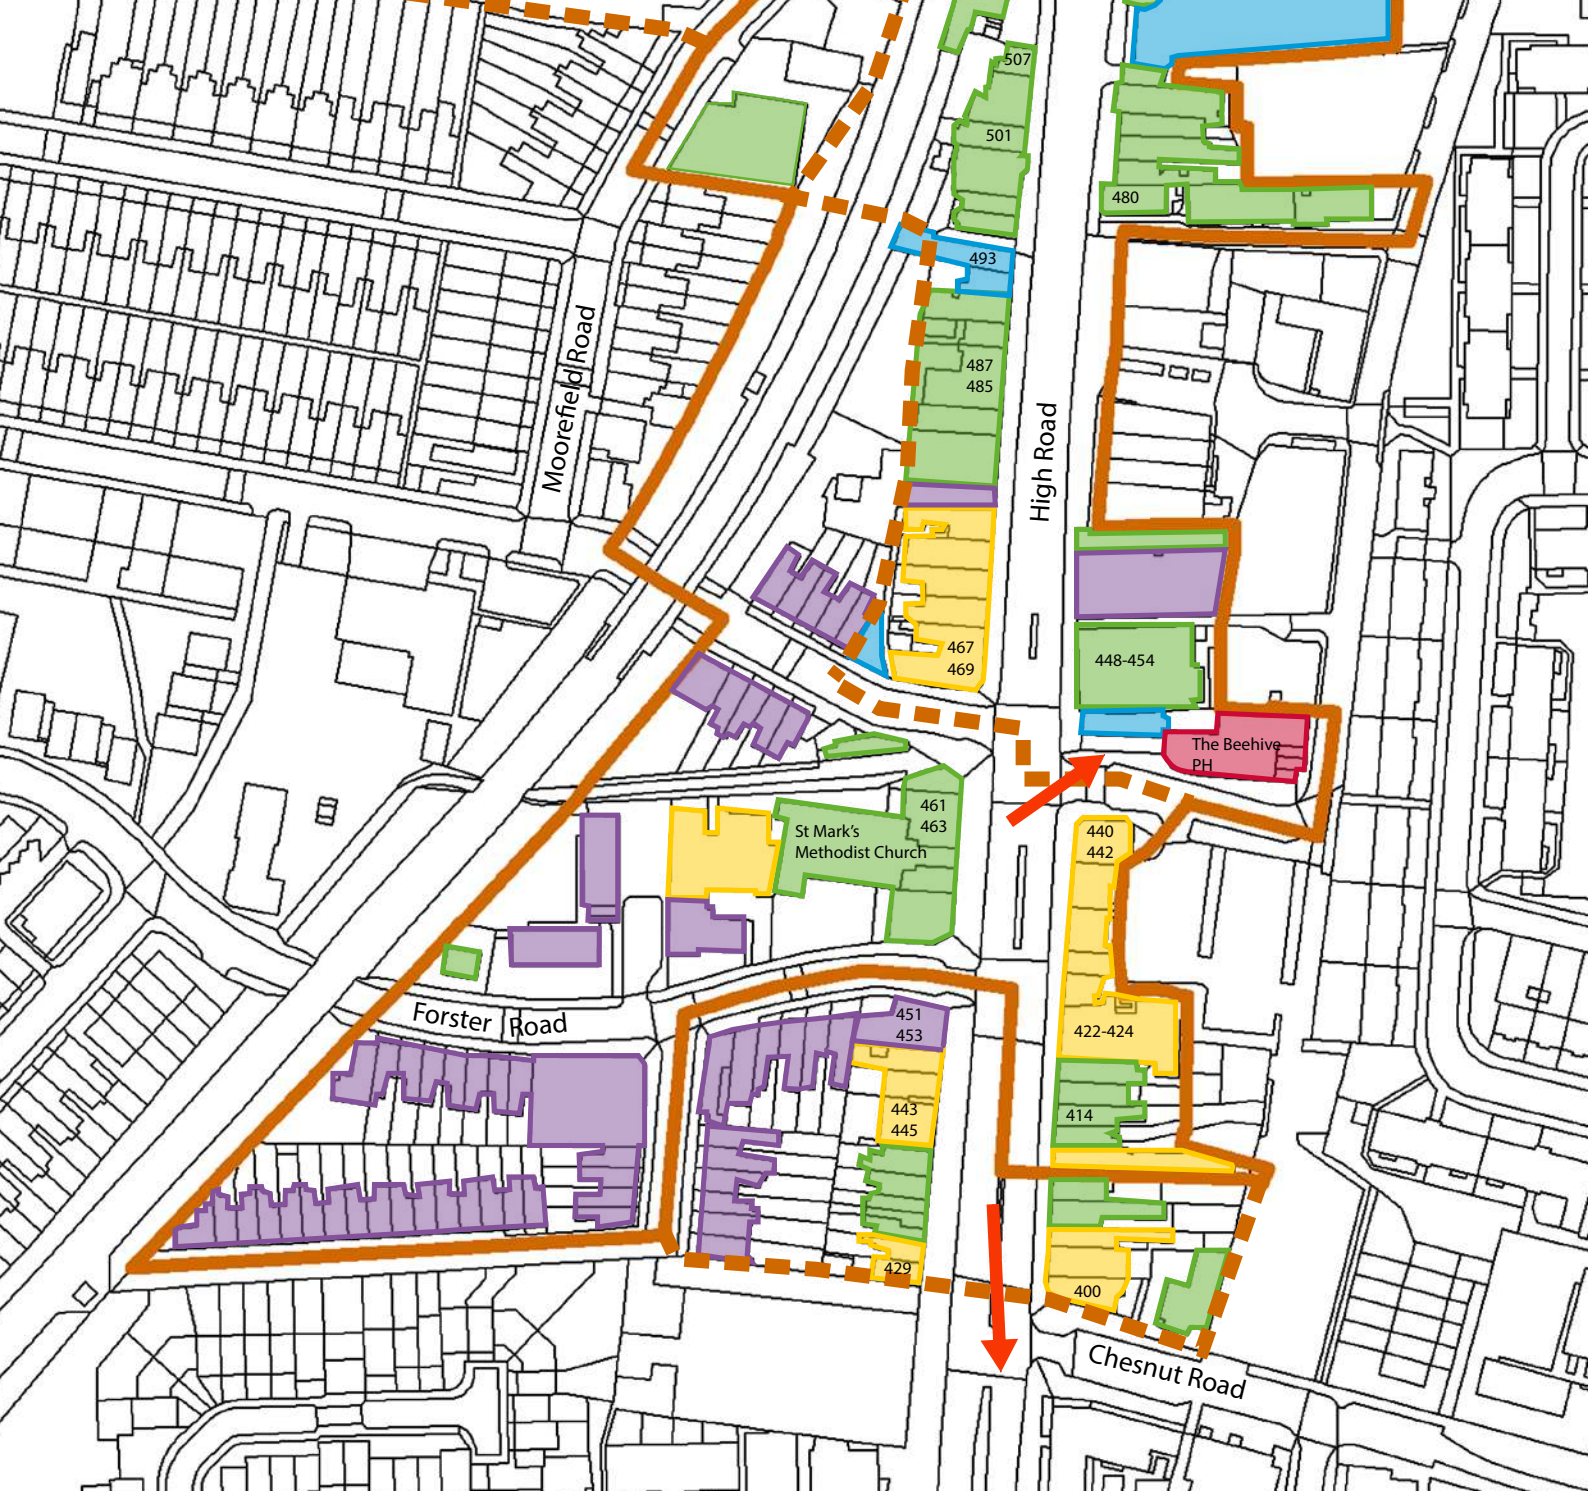 507
501
480
493
487
485
Moorefield Road
High Road
467
469
448-454
The Beehive
PH
461
463
St Mark's
Methodist Church
440
442
Forster Road
451
453
422-424
443
445
414
429
400
Chesnut Road